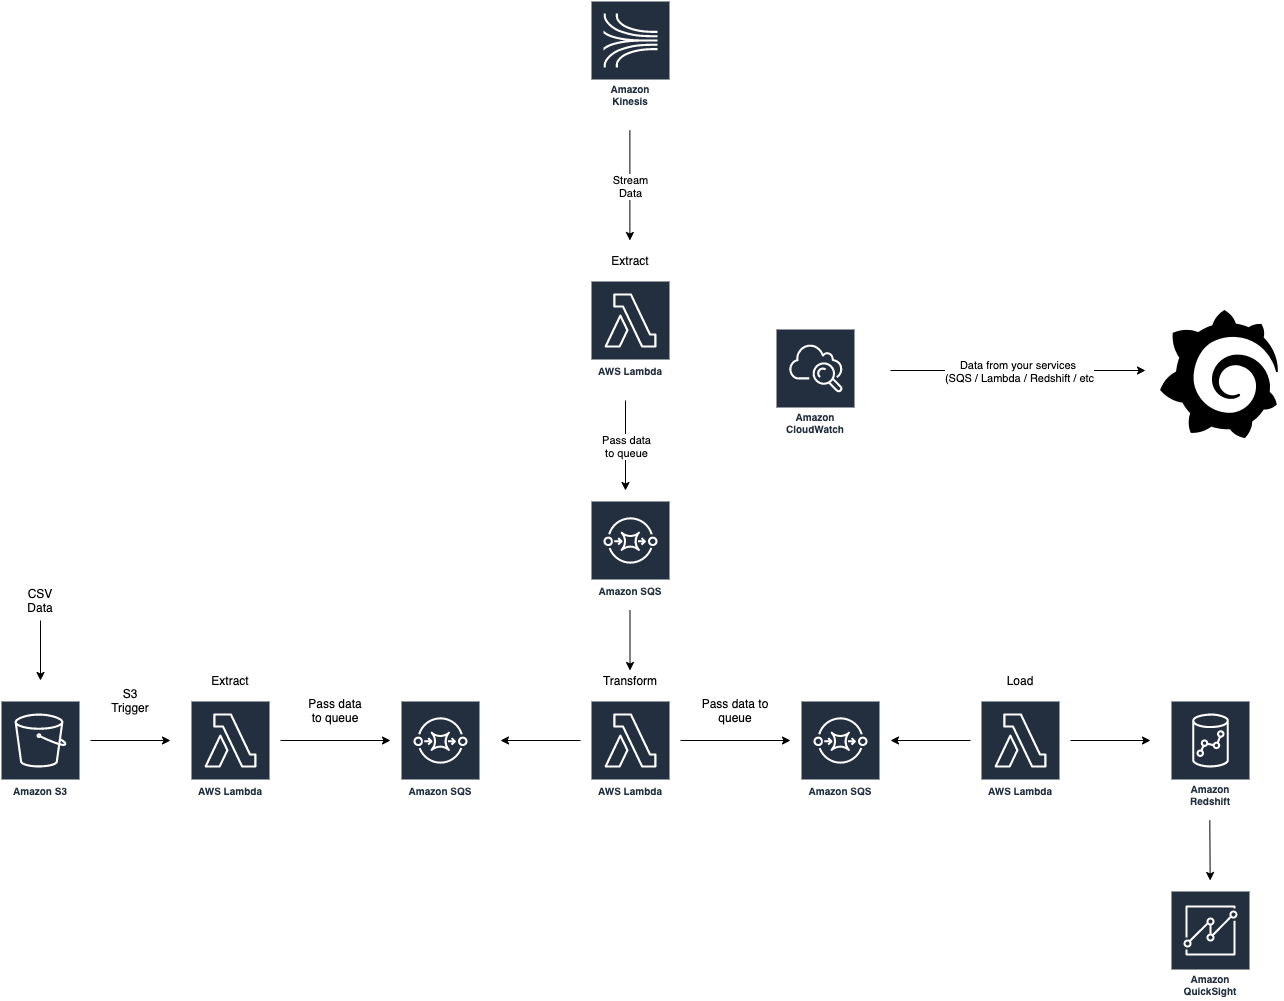 Amazon
Kinesis
Stream
Data
Extract
AWS Lambda
Amazon
CloudWatch
Data from your services
(SQS / Lambda / Redshift / etc
Pass data
to queue
Amazon SQS
CSV
Data
S3
Trigger
Extract
Pass data
to queue
Transform
Pass data to
queue
Load
Amazon S3
AWS Lambda
Amazon SQS
AWS Lambda
Amazon SQS
AWS Lambda
Amazon
Redshift
Amazon
QuickSight